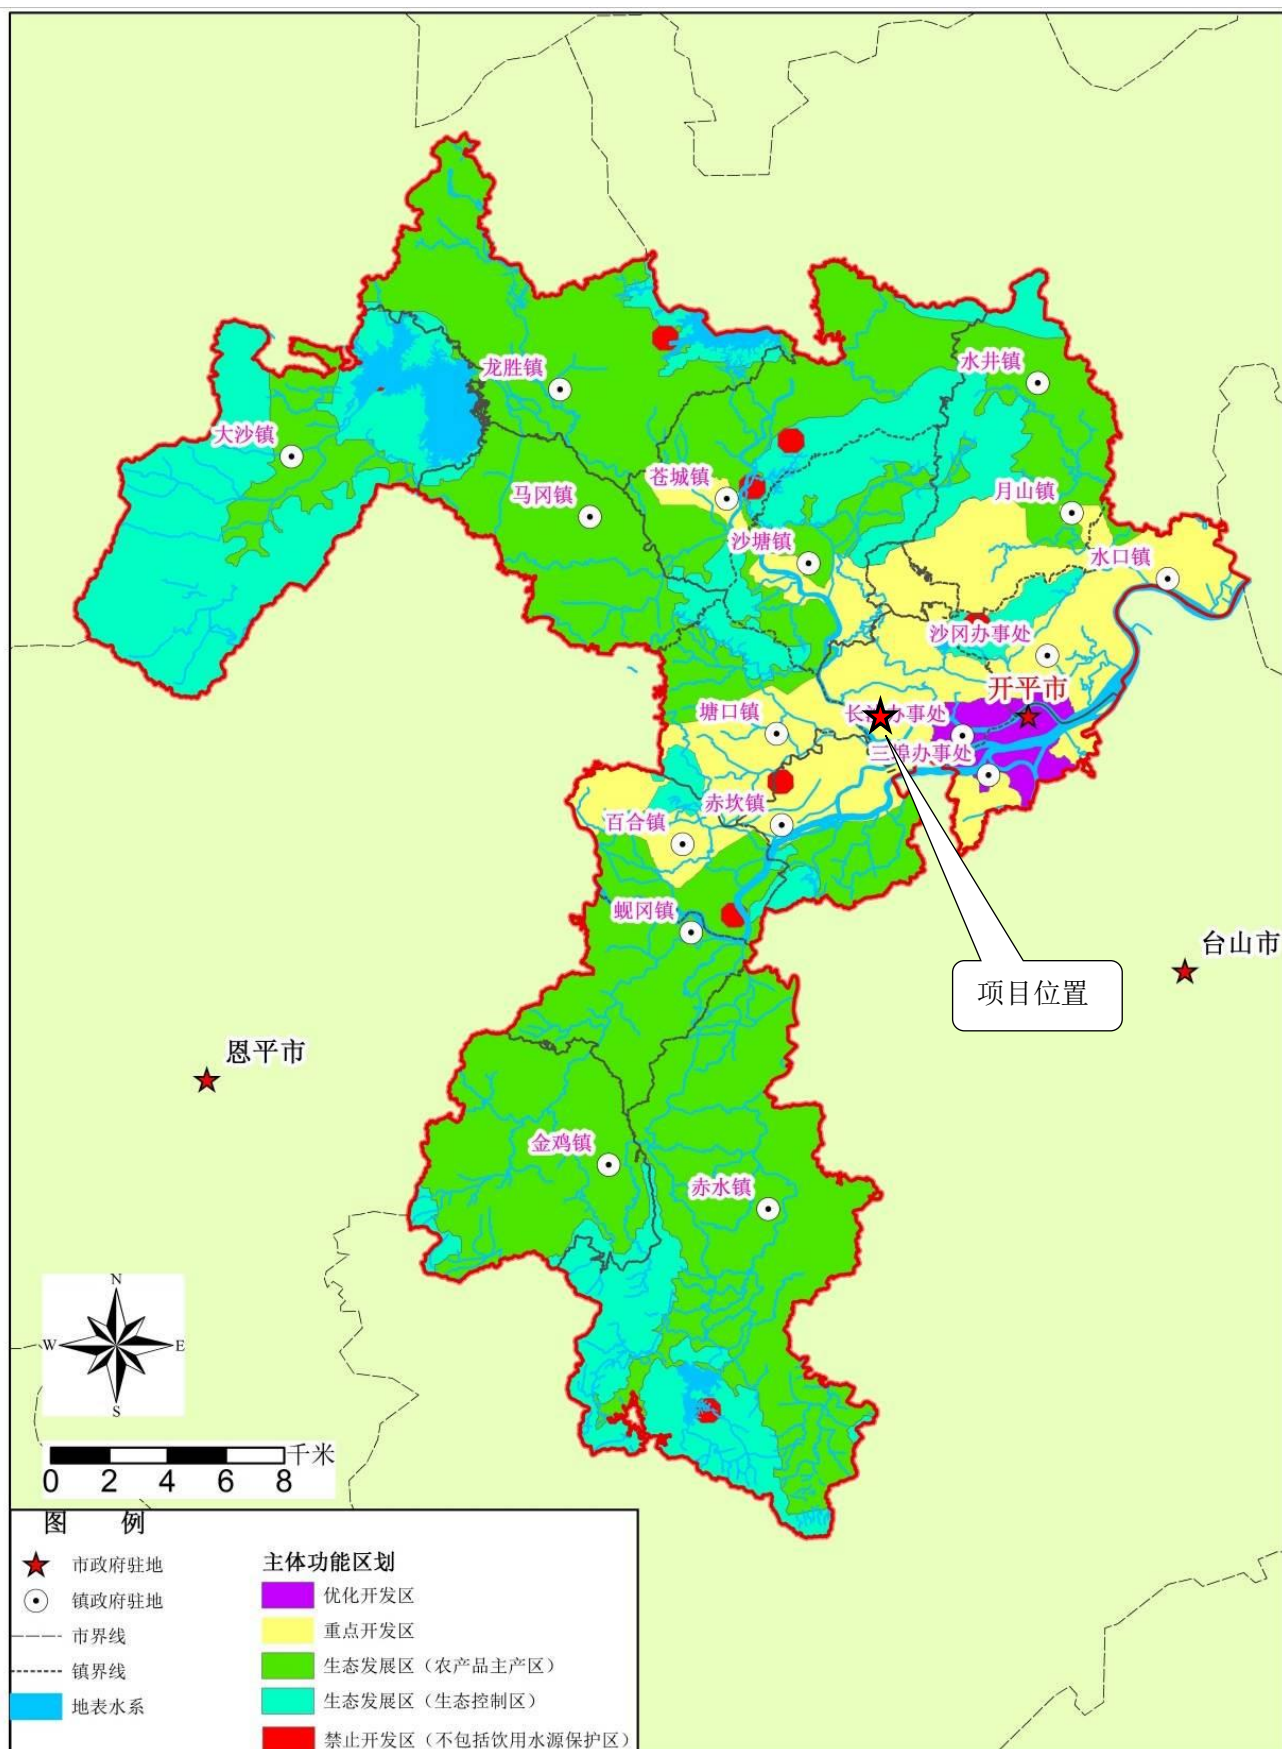 龙胜镇
水井镇
大沙镇
苍城镇
马冈镇
月山镇
沙塘镇
水口镇
沙冈办事处
开平市
塘口镇
办事处
三埠办事处
赤坎镇
百合镇
蚬冈镇
台山市
项目位置
恩平市
金鸡镇
赤水镇
N
W
E
S
千米
0 2 4 6 8
图 例
市政府驻地
镇政府驻地
市界线
镇界线
地表水系
主体功能区划
优化开发区
重点开发区
生态发展区（农产品主产区）
生态发展区（生态控制区）
禁止开发区（不包括饮用水源保护区）